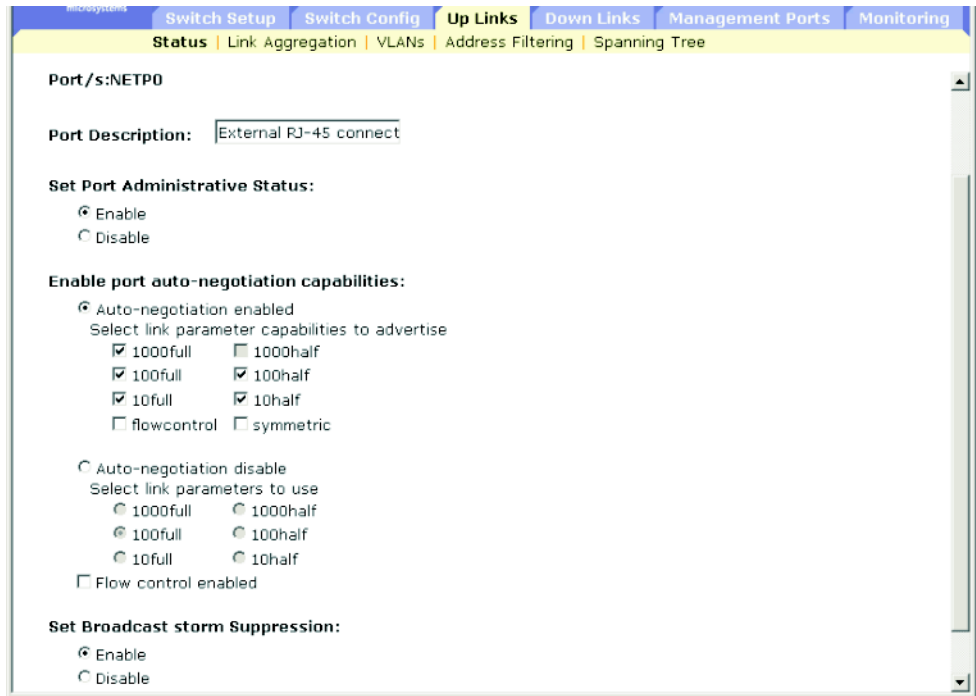 microsystems
Switch Setup Switch Config Up Links Down Links Management Ports Monitoring
Status | Link Aggregation | VLANs | Address Filtering | Spanning Tree
Port/s:NETP0
Port Description: External RJ-45 connect
Set Port Administrative Status:
Enable
Disable
Enable port auto-negotiation capabilities:
Auto-negotiation enabled
Select link parameter capabilities to advertise
1000full 1000half
100full 100half
10full 10half
flowcontrol symmetric
Auto-negotiation disable
Select link parameters to use
1000full 1000half
100full 100half
10full 10half
Flow control enabled
Set Broadcast storm Suppression:
Enable
Disable